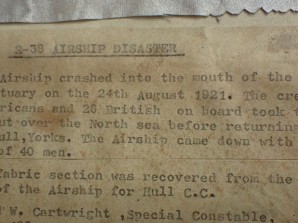 R-38 AIRSHIP DISASTER
Airship crashed into the mouth of the
tuary on the 24th August 1921. The cre
ricans and 26 British on board took t
out over the North sea before returnin
ull,Yorks. The Airship came down with
of 40 men.
fabric section was recovered from the
of the Airship for Hull C.C.
W. Cartwright ,Special Constable,